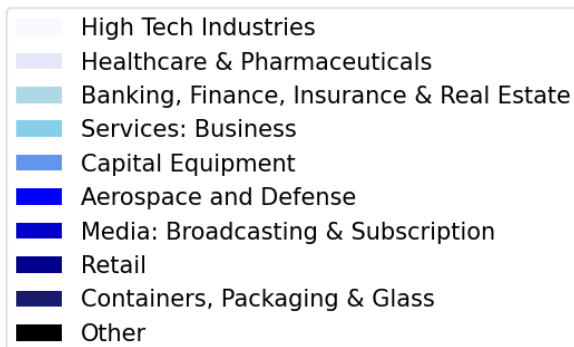 High Tech Industries
Healthcare & Pharmaceuticals
Banking, Finance, Insurance & Real Estate
Services: Business
Capital Equipment
Aerospace and Defense
Media: Broadcasting & Subscription
Retail
Containers, Packaging & Glass
Other